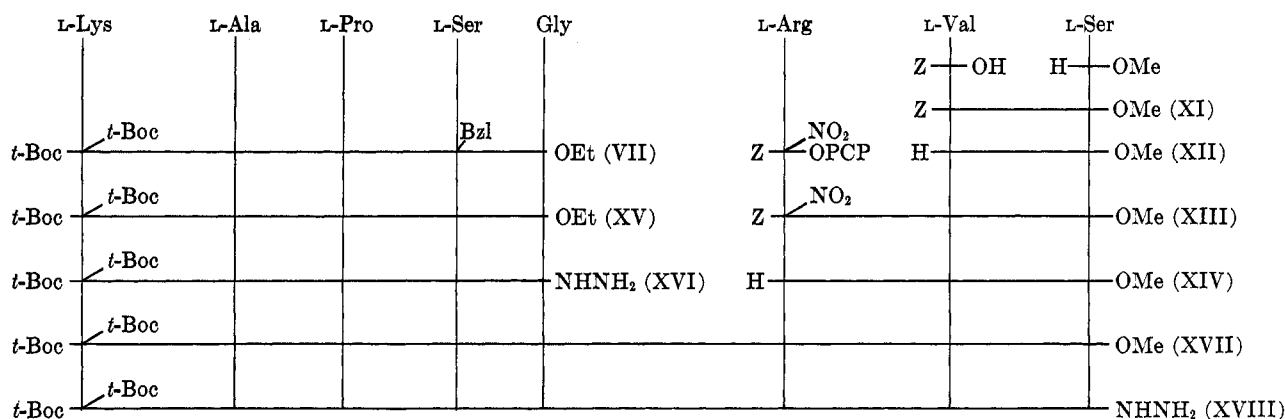 L-Lys L-Ala L-Pro L-Ser Gly L-Arg L-Val L-Ser
Z OH H OMe
Z OMe (XI)
t-Boc Bzl NO₂
t-Boc OEt (VII) Z OPCP H OMe (XII)
t-Boc NO₂
t-Boc OEt (XV) Z OMe (XIII)
t-Boc
t-Boc NHNH₂ (XVI) H OMe (XIV)
t-Boc
t-Boc OMe (XVII)
t-Boc
t-Boc NHNH₂ (XVIII)